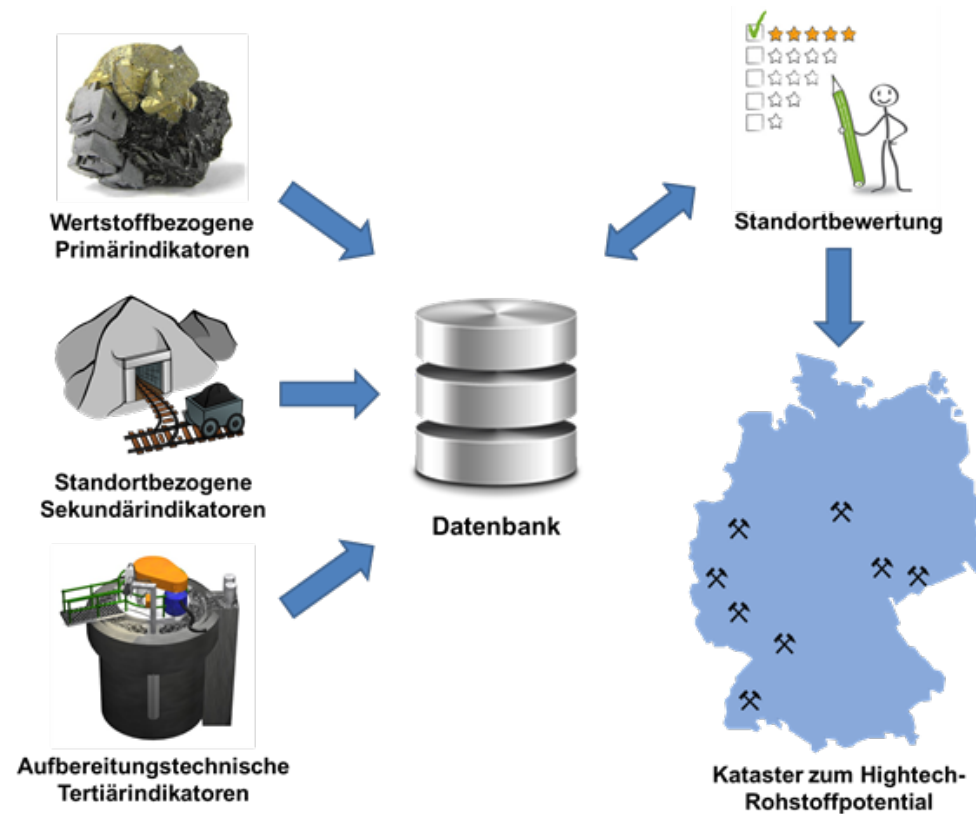 Wertstoffbezogene
Primärindikatoren
Standortbezogene
Sekundärindikatoren
Aufbereitungstechnische
Tertiärindikatoren
Datenbank
Standortbewertung
Kataster zum Hightech-
Rohstoffpotential